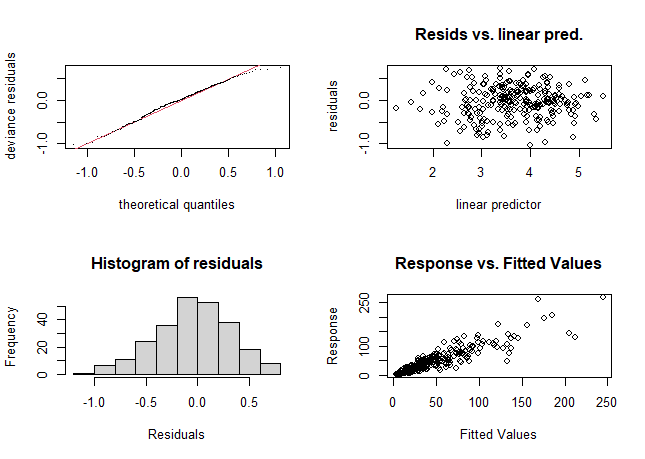 deviance residuals
-1.0 0.0
-1.0 -0.5 0.0 0.5 1.0
theoretical quantiles
Resids vs. linear pred.
residuals
-1.0 0.0
2 3 4 5
linear predictor
Histogram of residuals
Frequency
0 20 40
-1.0 -0.5 0.0 0.5
Residuals
Response vs. Fitted Values
Response
0 100 250
0 50 100 150 200 250
Fitted Values